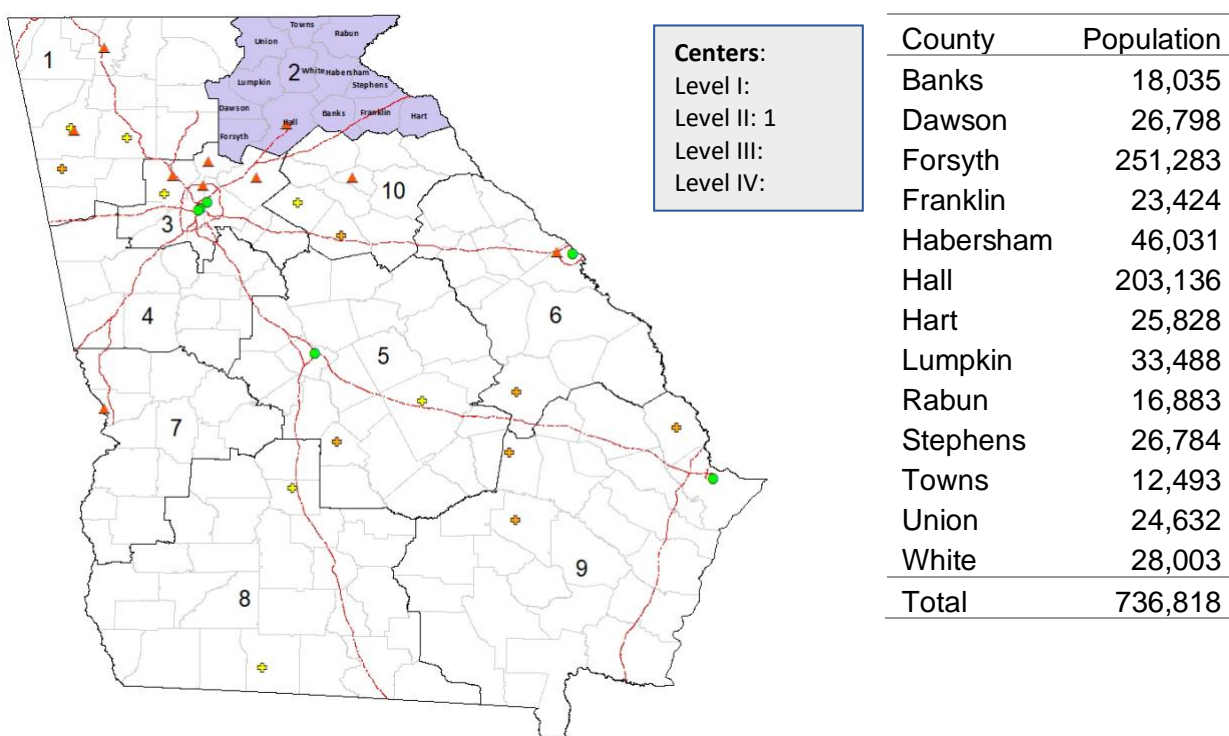 1
Towns
Union
Rabun
2
White
Habersham
Stephens
Lumpkin
Dawson
Hall
Banks
Franklin
Hart
Forsyth
10
3
6
4
5
7
9
8
Centers:
Level I:
Level II: 1
Level III:
Level IV:
County Population
Banks 18,035
Dawson 26,798
Forsyth 251,283
Franklin 23,424
Habersham 46,031
Hall 203,136
Hart 25,828
Lumpkin 33,488
Rabun 16,883
Stephens 26,784
Towns 12,493
Union 24,632
White 28,003
Total 736,818